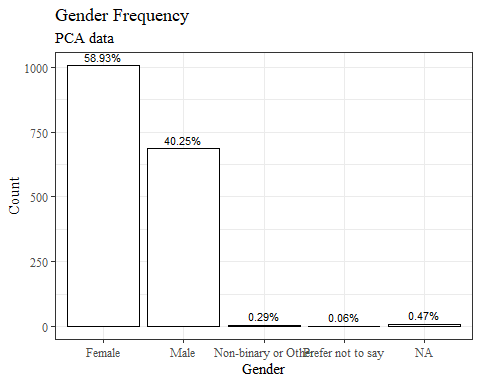 Gender Frequency
PCA data
58.93%
40.25%
0.29%
0.06%
0.47%
1000
750
500
250
0
Count
Female Male Non-binary or Other Prefer not to say NA
Gender